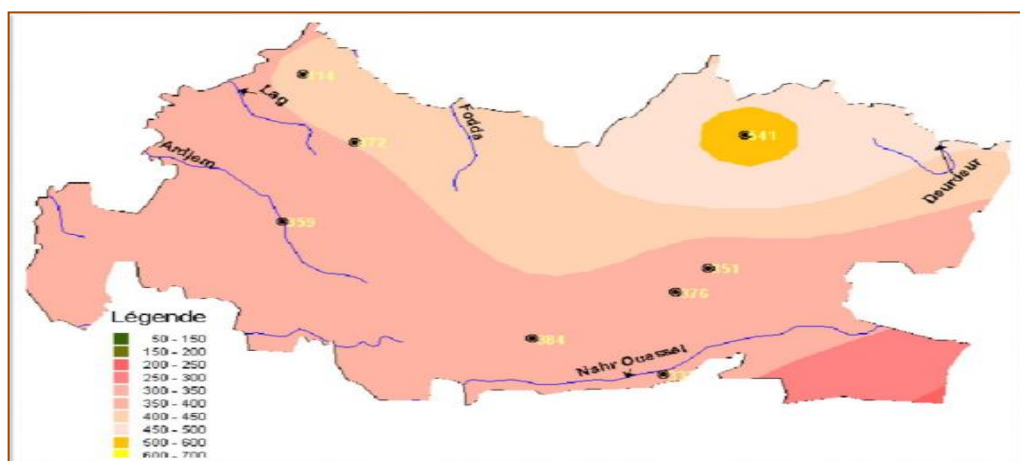 414
Lag
Fodda
541
372
Ardjem
Deurdeur
359
351
376
384
Nahr Ouassel
Légende
50 - 150
150 - 200
200 - 250
250 - 300
300 - 350
350 - 400
400 - 450
450 - 500
500 - 600
600 - 700